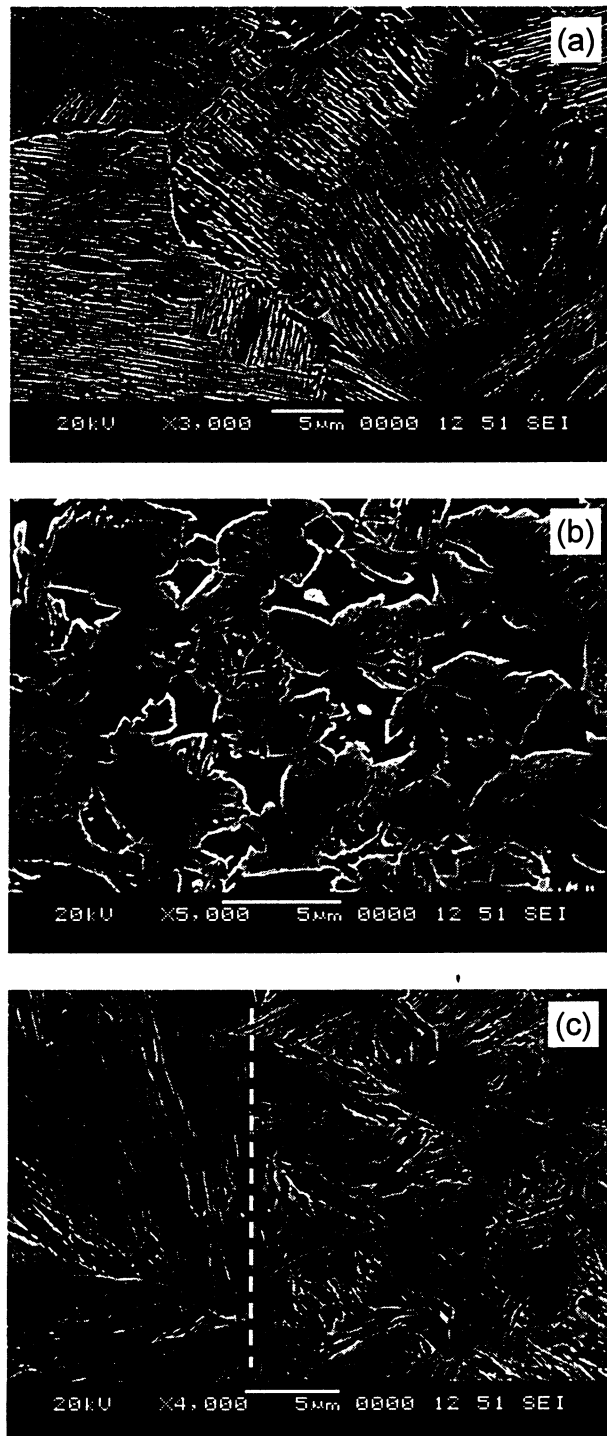 (a)
20kV X3,000 5µm 0000 12 51 SEI
(b)
20kV X5,000 5µm 0000 12 51 SEI
(c)
20kV X4,000 5µm 0000 12 51 SEI